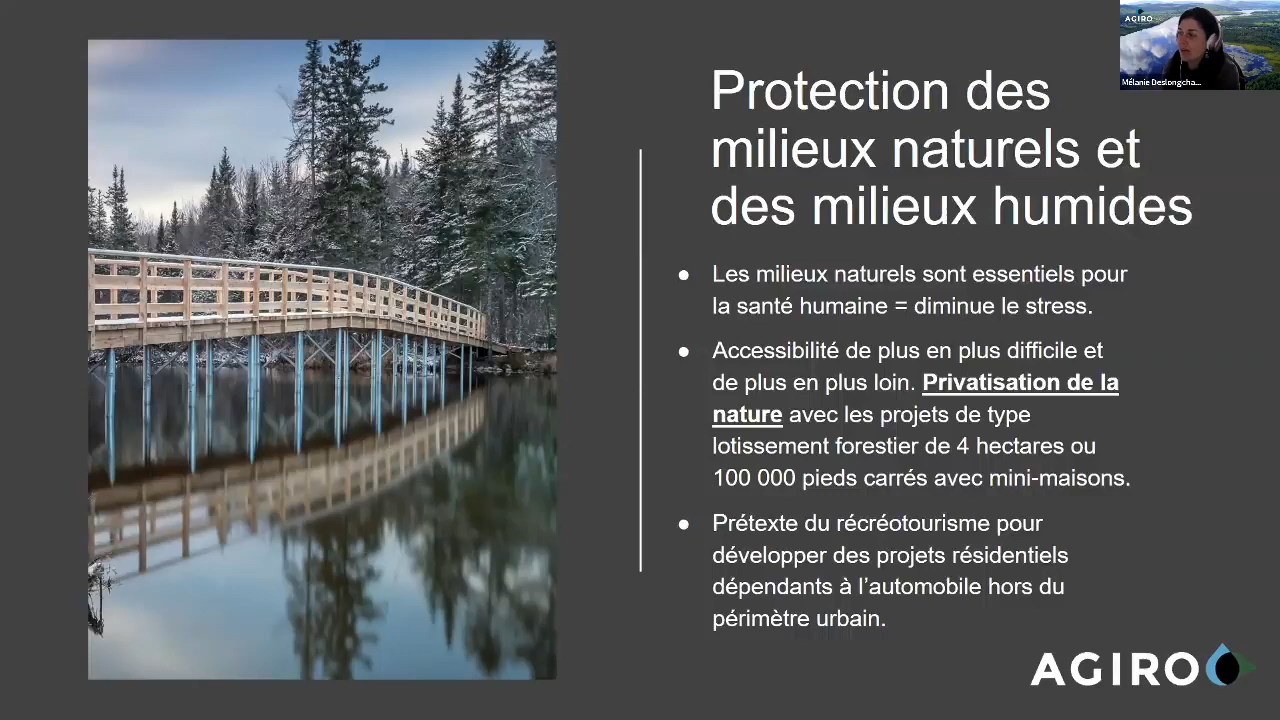 Protection des
milieux naturels et
des milieux humides
● Les milieux naturels sont essentiels pour
la santé humaine = diminue le stress.
● Accessibilité de plus en plus difficile et
de plus en plus loin. Privatisation de la
nature avec les projets de type
lotissement forestier de 4 hectares ou
100 000 pieds carrés avec mini-maisons.
● Prétexte du récréotourisme pour
développer des projets résidentiels
dépendants à l’automobile hors du
périmètre urbain.
AGIRO
AGIRO
Mélanie Deslongcha...